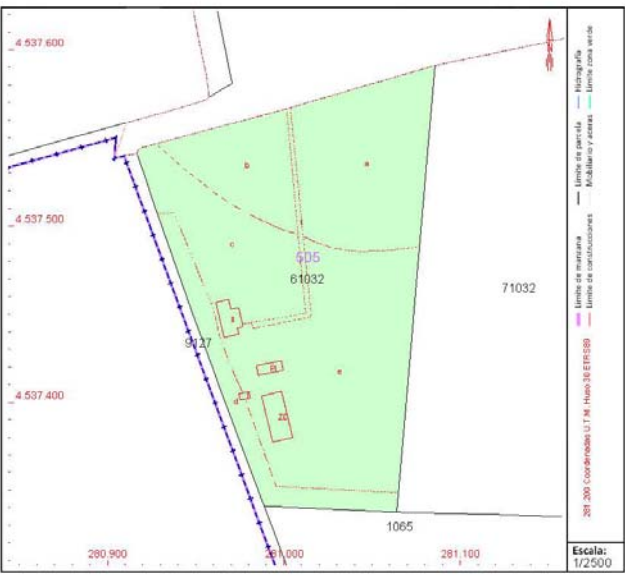 4 537.600
4 537.500
4 537.400
280.900
281.000
281.100
505
61032
71032
9127
1065
b
c
d
Límite de manzana
Límite de construcciones
Límite de parcela
Mobiliario y aceras
Hidrografía
Límite zona verde
281.200 Coordenadas U.T.M. Huso 30 ETRS89
Escala:
1/2500